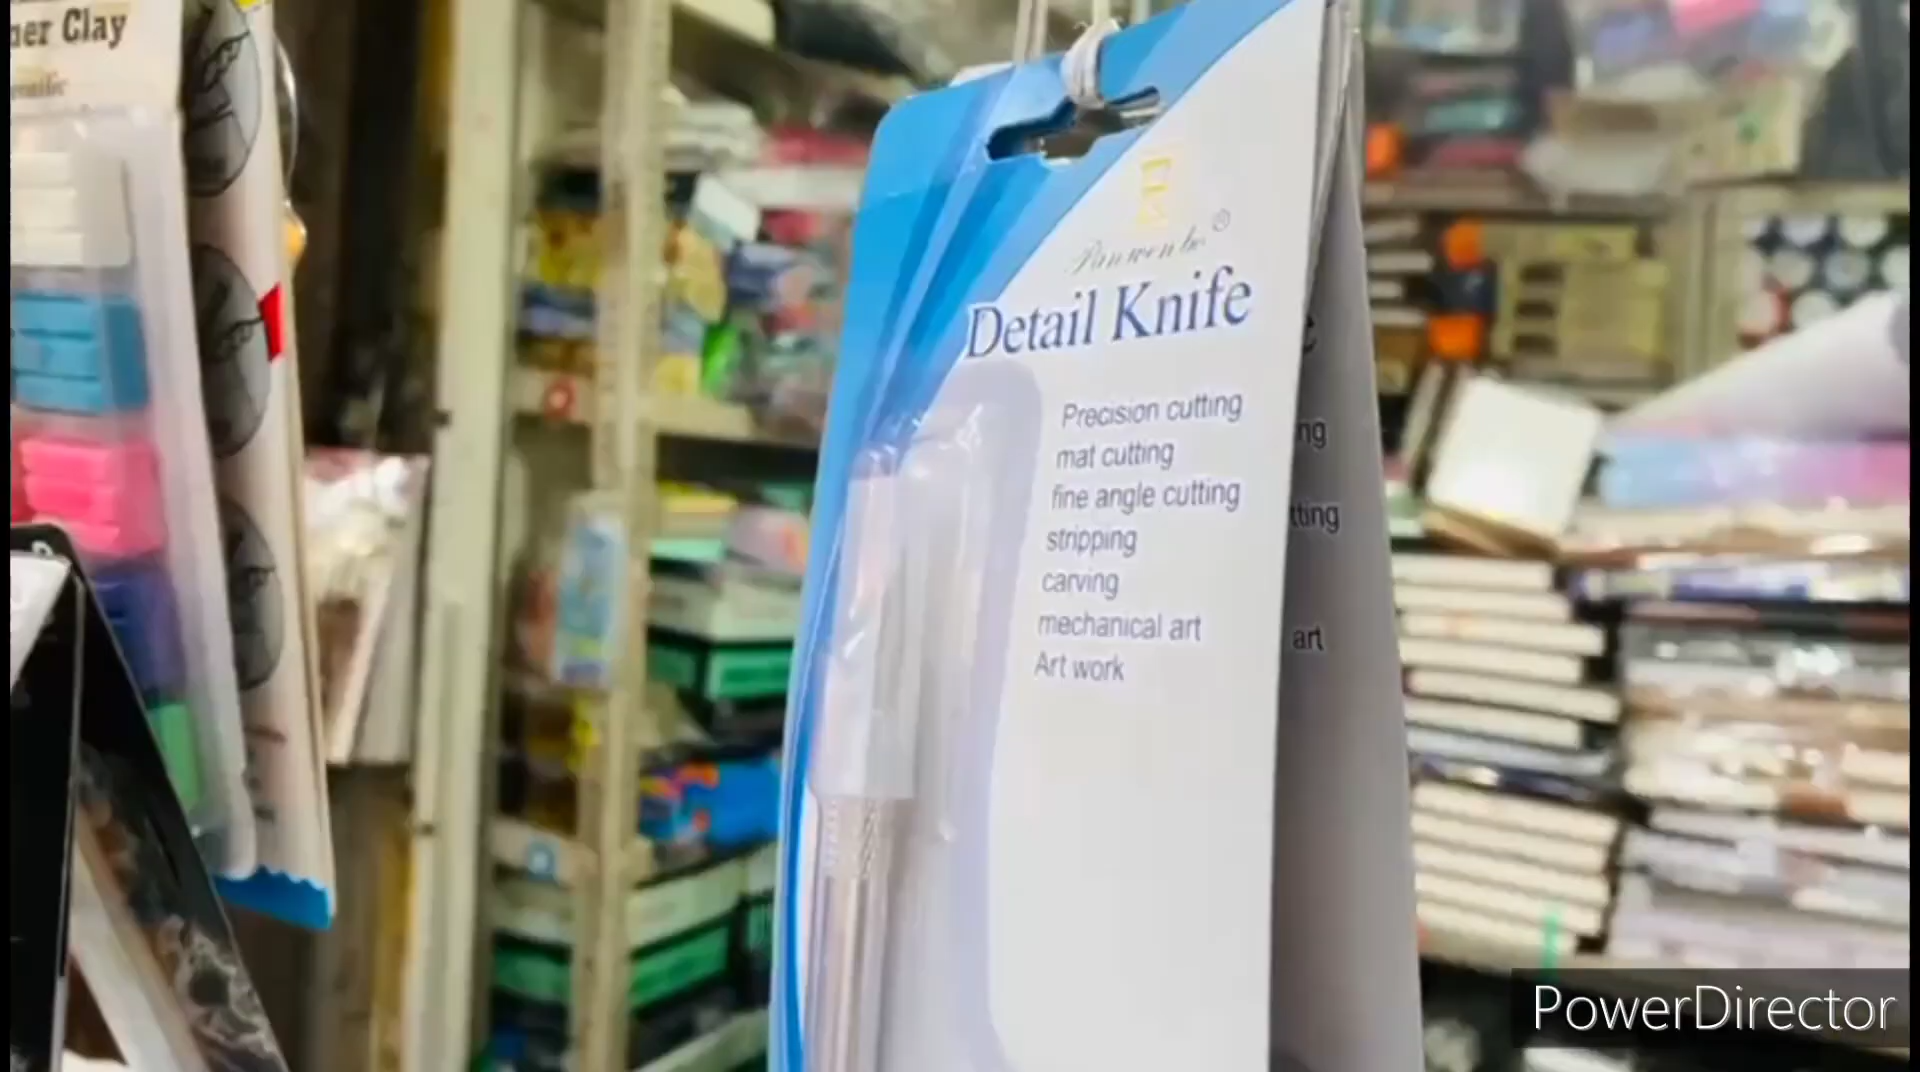 er Clay
Detail Knife
Precision cutting
mat cutting
fine angle cutting
stripping
carving
mechanical art
Art work
ng
tting
art
PowerDirector